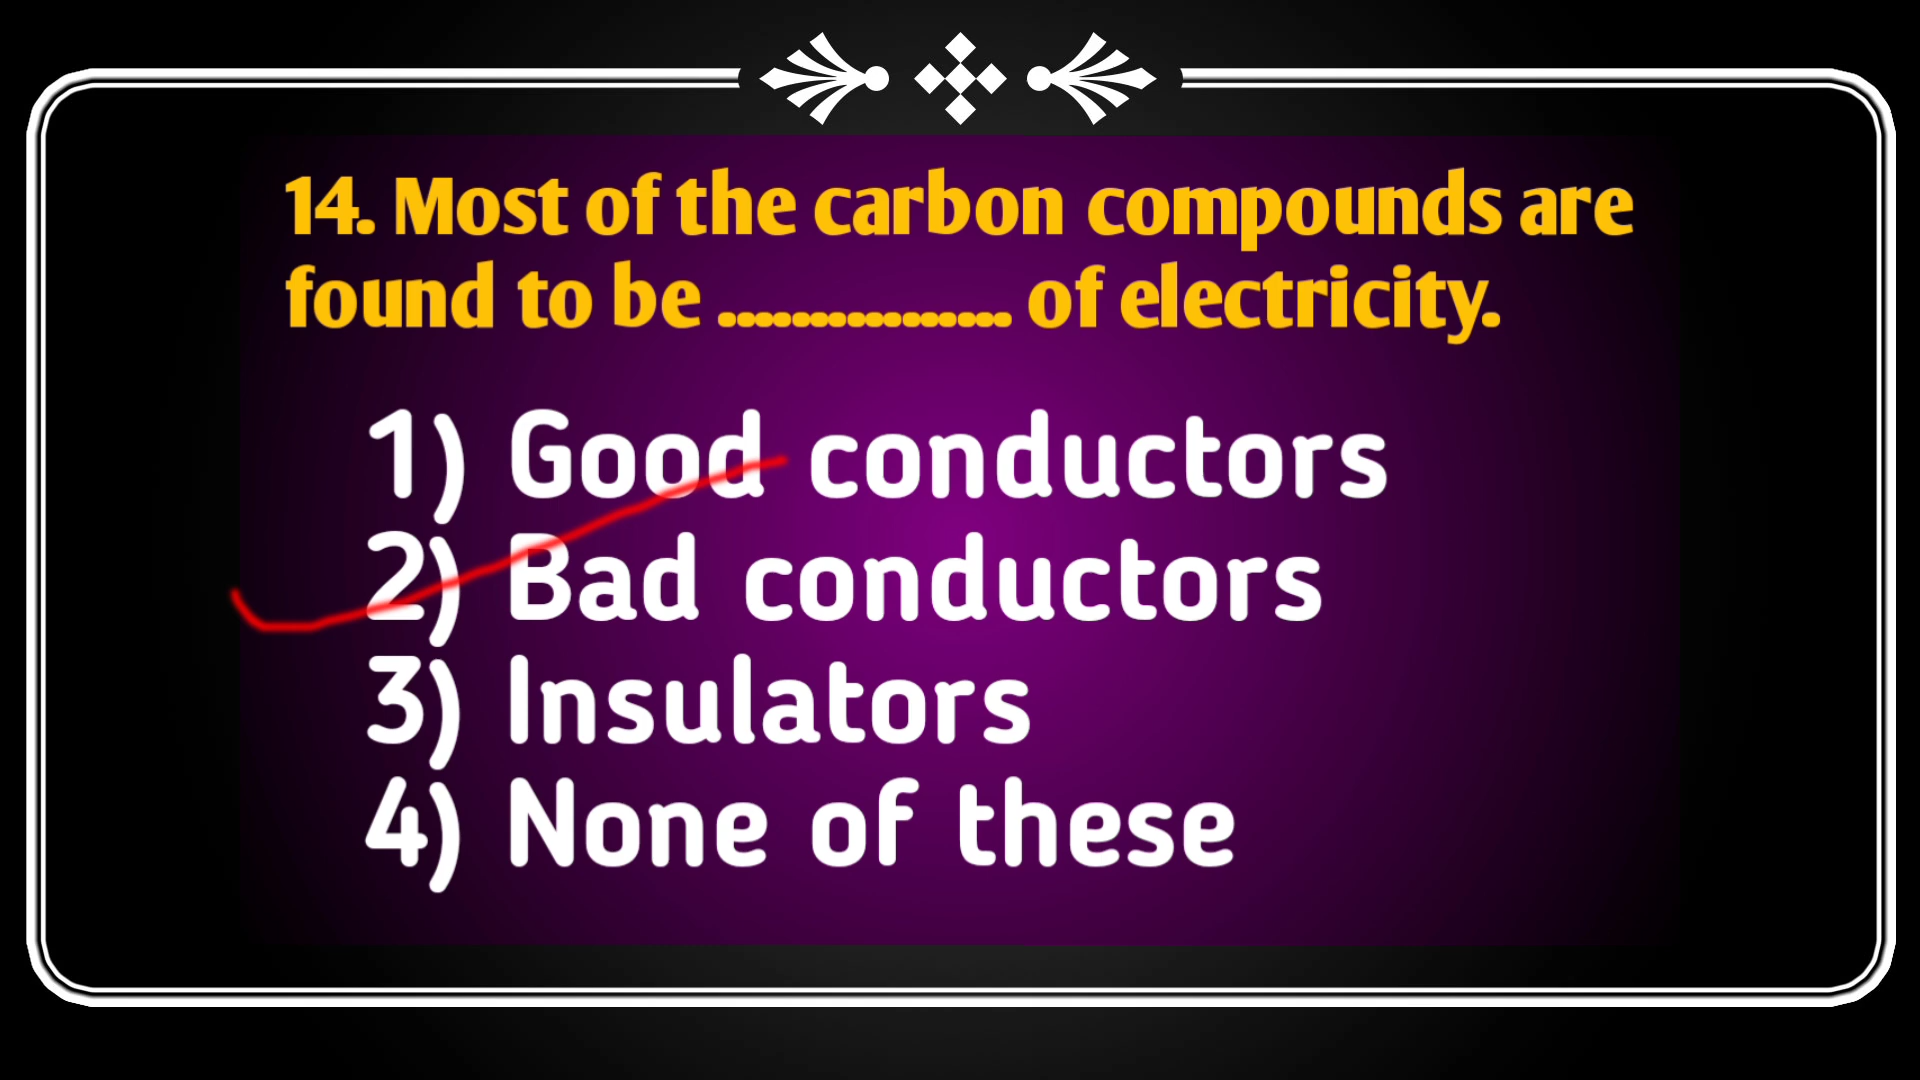 14. Most of the carbon compounds are
found to be ................ of electricity.
1) Good conductors
2) Bad conductors
3) Insulators
4) None of these